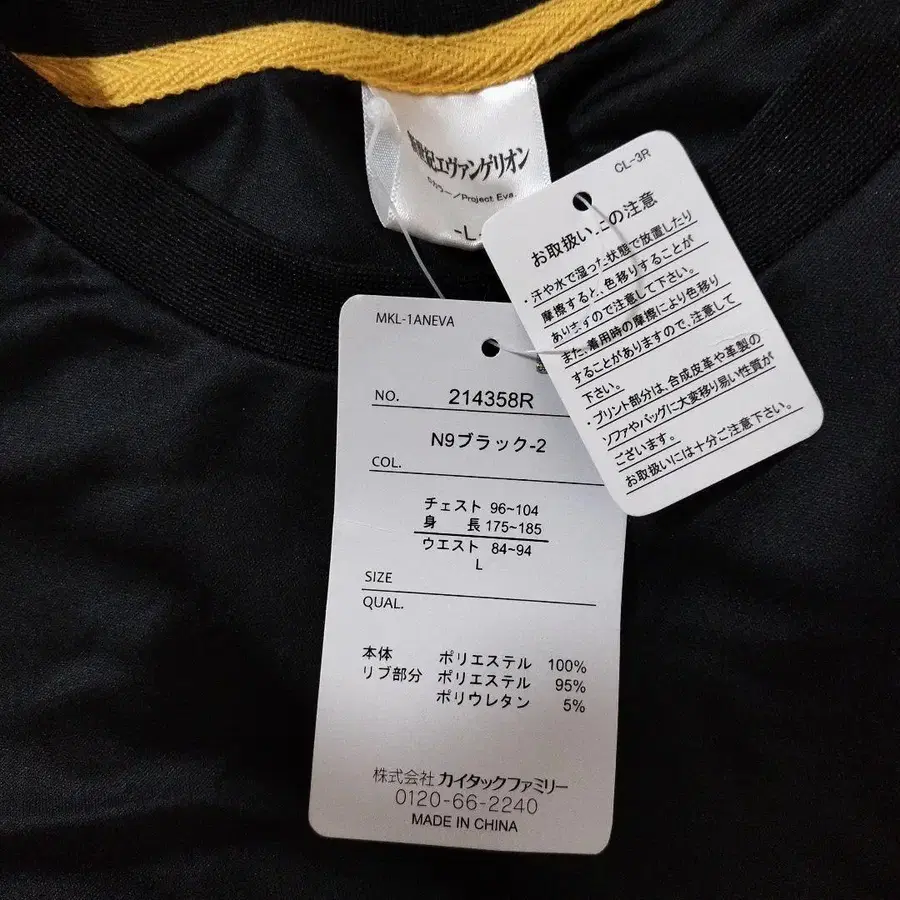 世紀エヴァンゲリオン
©カラー/Project Eva.
-L
CL-3R
お取扱い上の注意
・汗や水で湿った状態で放置したり
摩擦すると、色移りすることが
ありますので注意して下さい。
また、着用時の摩擦により色移り
することがありますので、注意して
下さい。
・プリント部分は、合成皮革や革製の
ソファやバッグに大変移り易い性質が
ございます。
お取扱いには十分ご注意下さい。
MKL-1ANEVA
NO. 214358R
N9ブラック-2
COL.
チェスト 96~104
身 長 175~185
ウエスト 84~94
L
SIZE
QUAL.
本体 ポリエステル 100%
リブ部分 ポリエステル 95%
ポリウレタン 5%
株式会社 カイタックファミリー
0120-66-2240
MADE IN CHINA